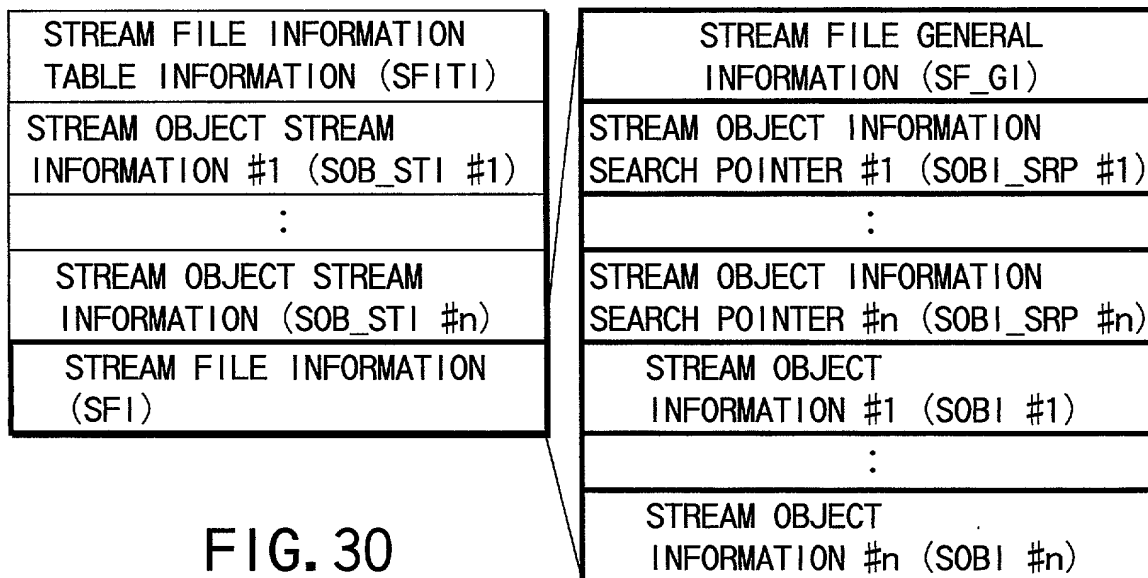 STREAM FILE INFORMATION
TABLE INFORMATION (SFITI)
STREAM OBJECT STREAM
INFORMATION #1 (SOB_STI #1)
:
STREAM OBJECT STREAM
INFORMATION (SOB_STI #n)
STREAM FILE INFORMATION
(SFI)
STREAM FILE GENERAL
INFORMATION (SF_GI)
STREAM OBJECT INFORMATION
SEARCH POINTER #1 (SOBI_SRP #1)
:
STREAM OBJECT INFORMATION
SEARCH POINTER #n (SOBI_SRP #n)
STREAM OBJECT
INFORMATION #1 (SOBI #1)
:
STREAM OBJECT
INFORMATION #n (SOBI #n)
FIG. 30